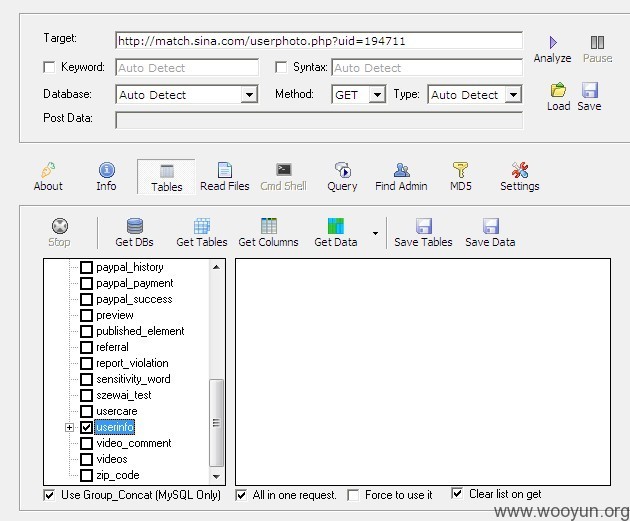 Target: http://match.sina.com/userphoto.php?uid=194711
Analyze Pause
Keyword: Auto Detect Syntax: Auto Detect
Database: Auto Detect Method: GET Type: Auto Detect
Load Save
Post Data:
About Info Tables Read Files Cmd Shell Query Find Admin MD5 Settings
Stop Get DBs Get Tables Get Columns Get Data Save Tables Save Data
paypal_history
paypal_payment
paypal_success
preview
published_element
referral
report_violation
sensitivity_word
szewai_test
usercare
userinfo
video_comment
videos
zip_code
Use Group_Concat (MySQL Only) All in one request. Force to use it Clear list on get
www.wooyun.org